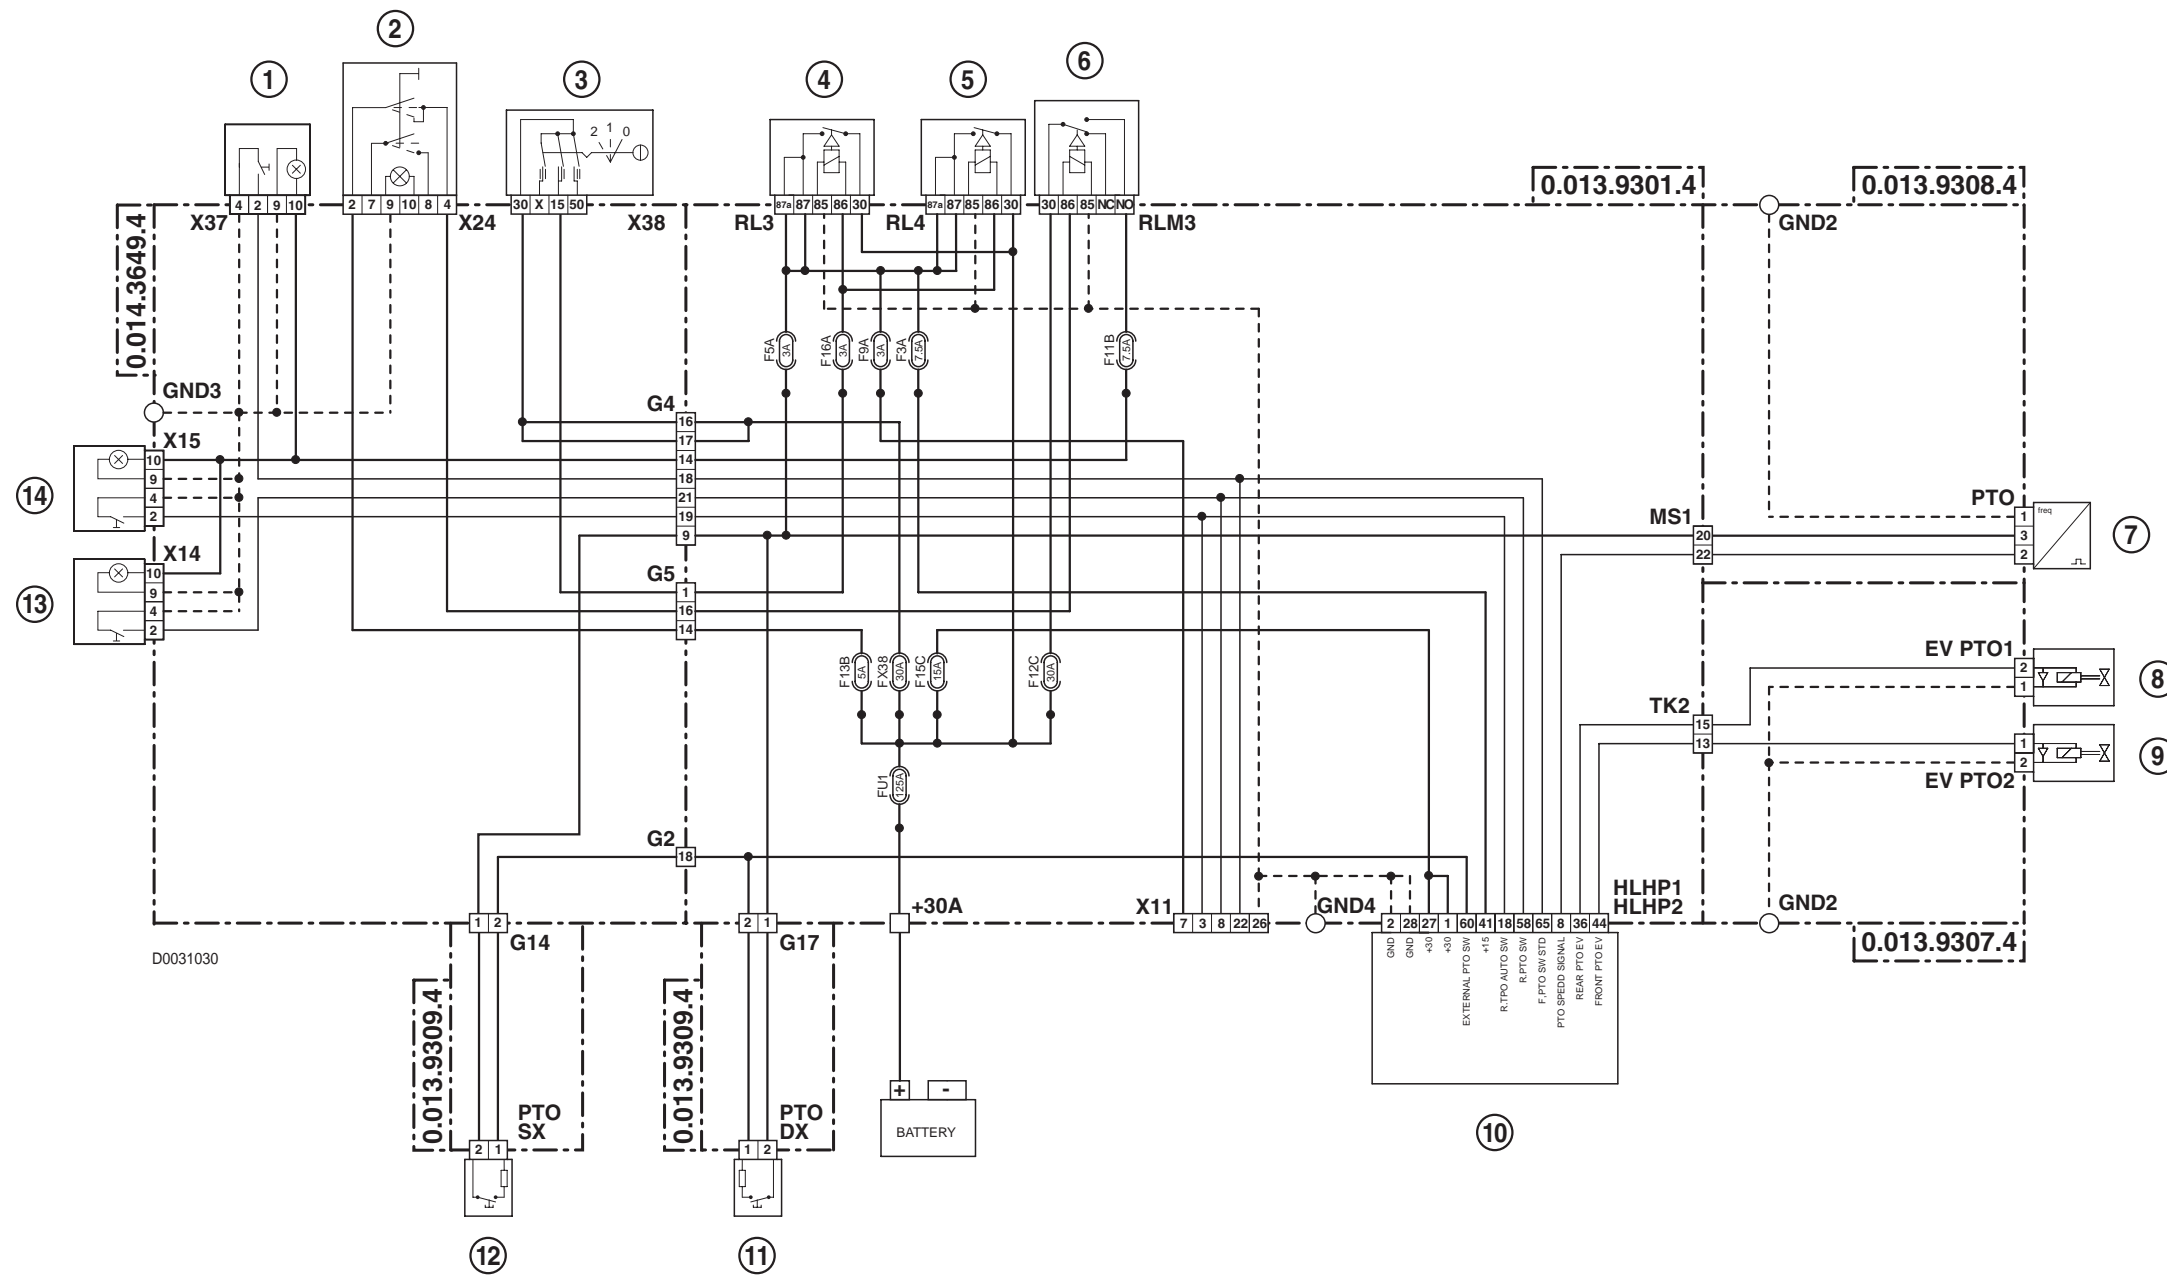 2
1
3
4
5
6
2 1 0
0.013.9301.4
0.013.9308.4
4 2 9 10
2 7 9 10 8 4
30 X 15 50
87a 87 85 86 30
87a 87 85 86 30
30 86 85 NC NO
X37
X24
X38
RL3
RL4
RLM3
GND2
0.014.3649.4
F5A 3A
F16A 3A
F9A 3A
F3A 7.5A
F11B 7.5A
GND3
G4
16
17
14
18
21
19
9
X15
10
9
4
2
14
X14
10
9
4
2
13
G5
1
16
14
MS1
20
22
PTO
1
3
2
freq
7
F13B 5A
FX38 30A
F15C 15A
F12C 30A
EV PTO1
2
1
8
TK2
15
13
1
2
9
EV PTO2
FU1 125A
G2
18
+30A
X11
7 3 8 22 26
GND4
HLHP1
HLHP2
2 28 27 1 60 41 18 58 65 8 36 44
GND
GND
+30
+30
EXTERNAL PTO SW
+15
R.TPO AUTO SW
R.PTO SW
F,PTO SW STD
PTO SPEDD SIGNAL
REAR PTO EV
FRONT PTO EV
GND2
0.013.9307.4
1 2
G14
2 1
G17
D0031030
0.013.9309.4
0.013.9309.4
PTO
SX
PTO
DX
2 1
1 2
+ -
BATTERY
10
12
11